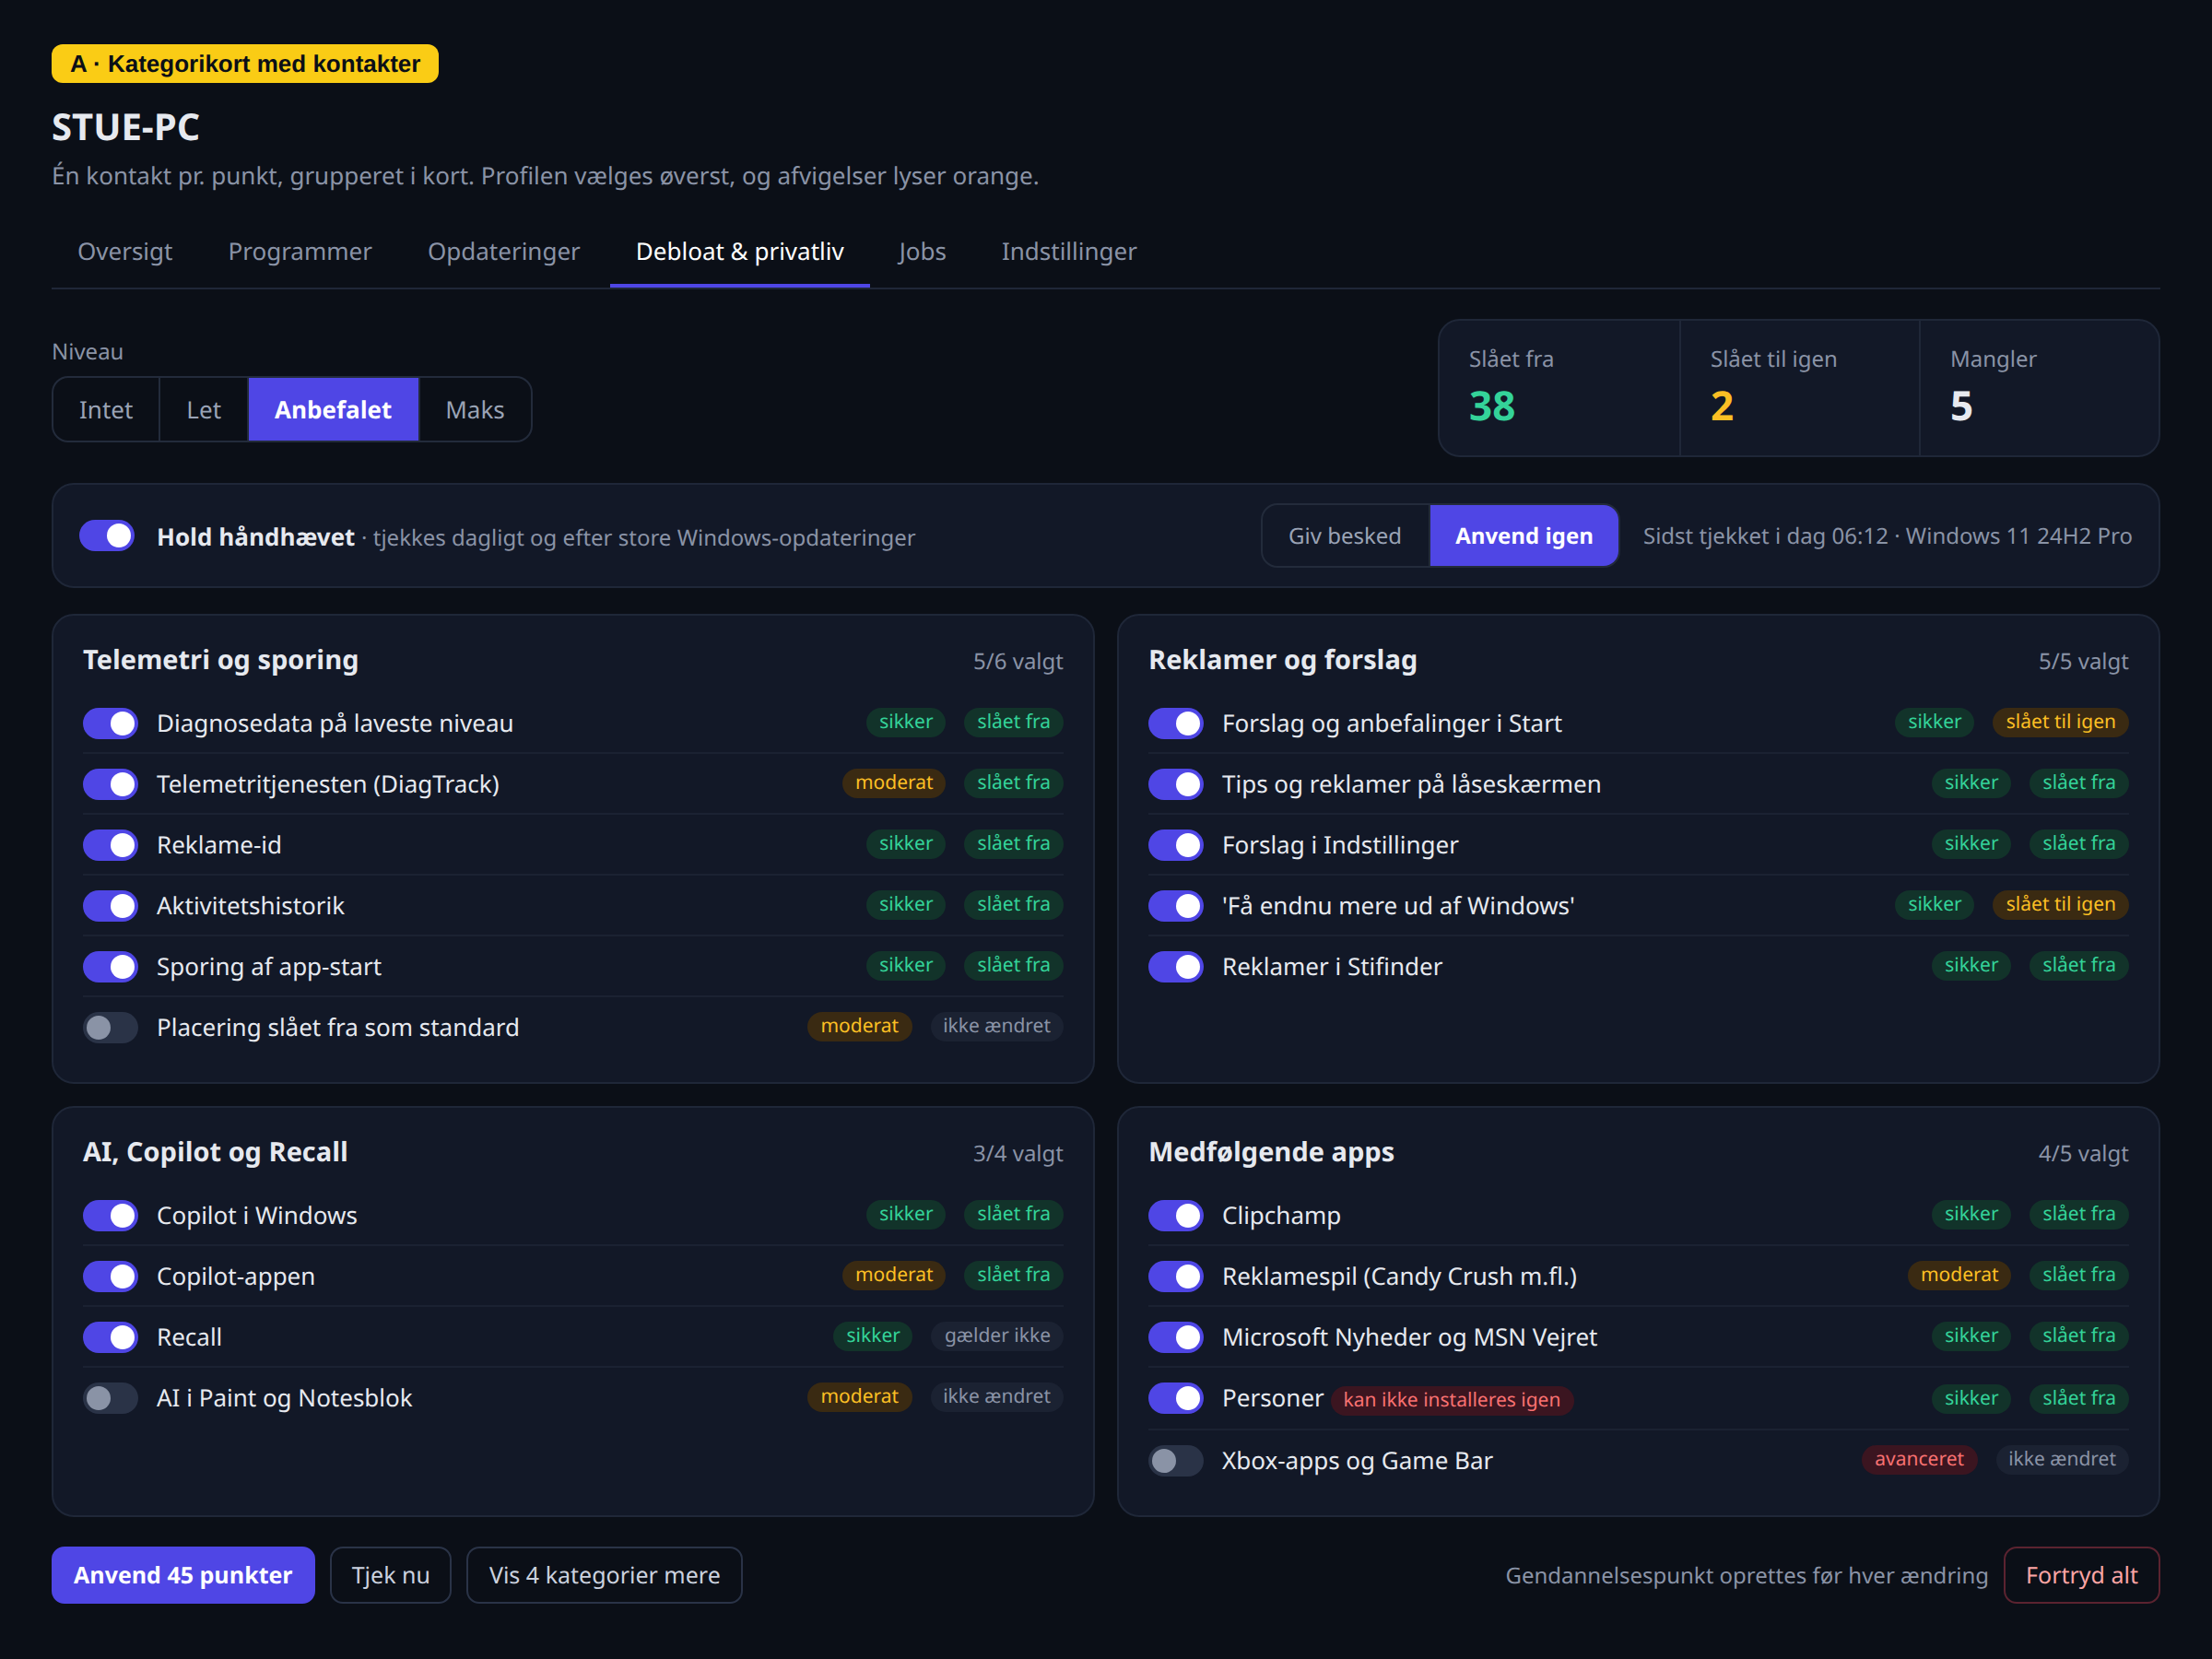 A · Kategorikort med kontakter
STUE-PC
Én kontakt pr. punkt, grupperet i kort. Profilen vælges øverst, og afvigelser lyser orange.
Oversigt Programmer Opdateringer Debloat & privatliv Jobs Indstillinger
Niveau
Intet Let Anbefalet Maks
Slået fra Slået til igen Mangler
38 2 5
Hold håndhævet · tjekkes dagligt og efter store Windows-opdateringer
Giv besked Anvend igen Sidst tjekket i dag 06:12 · Windows 11 24H2 Pro
Telemetri og sporing 5/6 valgt
Diagnosedata på laveste niveau sikker slået fra
Telemetritjenesten (DiagTrack) moderat slået fra
Reklame-id sikker slået fra
Aktivitetshistorik sikker slået fra
Sporing af app-start sikker slået fra
Placering slået fra som standard moderat ikke ændret
Reklamer og forslag 5/5 valgt
Forslag og anbefalinger i Start sikker slået til igen
Tips og reklamer på låseskærmen sikker slået fra
Forslag i Indstillinger sikker slået fra
'Få endnu mere ud af Windows' sikker slået til igen
Reklamer i Stifinder sikker slået fra
AI, Copilot og Recall 3/4 valgt
Copilot i Windows sikker slået fra
Copilot-appen moderat slået fra
Recall sikker gælder ikke
AI i Paint og Notesblok moderat ikke ændret
Medfølgende apps 4/5 valgt
Clipchamp sikker slået fra
Reklamespil (Candy Crush m.fl.) moderat slået fra
Microsoft Nyheder og MSN Vejret sikker slået fra
Personer kan ikke installeres igen sikker slået fra
Xbox-apps og Game Bar avanceret ikke ændret
Anvend 45 punkter Tjek nu Vis 4 kategorier mere
Gendannelsespunkt oprettes før hver ændring Fortryd alt